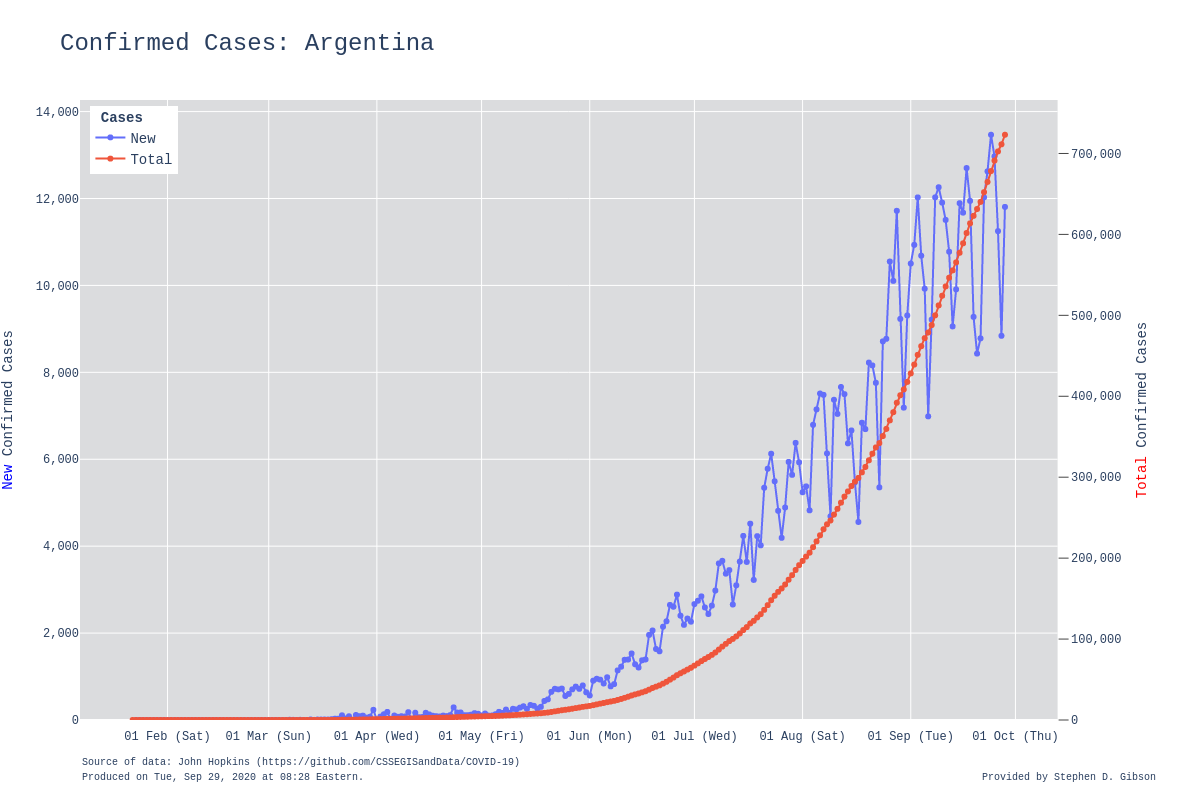 Confirmed Cases: Argentina
Cases
New
Total
14,000
12,000
10,000
8,000
6,000
4,000
2,000
0
New Confirmed Cases
700,000
600,000
500,000
400,000
300,000
200,000
100,000
0
Total Confirmed Cases
01 Feb (Sat) 01 Mar (Sun) 01 Apr (Wed) 01 May (Fri) 01 Jun (Mon) 01 Jul (Wed) 01 Aug (Sat) 01 Sep (Tue) 01 Oct (Thu)
Source of data: John Hopkins (https://github.com/CSSEGISandData/COVID-19)
Produced on Tue, Sep 29, 2020 at 08:28 Eastern.
Provided by Stephen D. Gibson